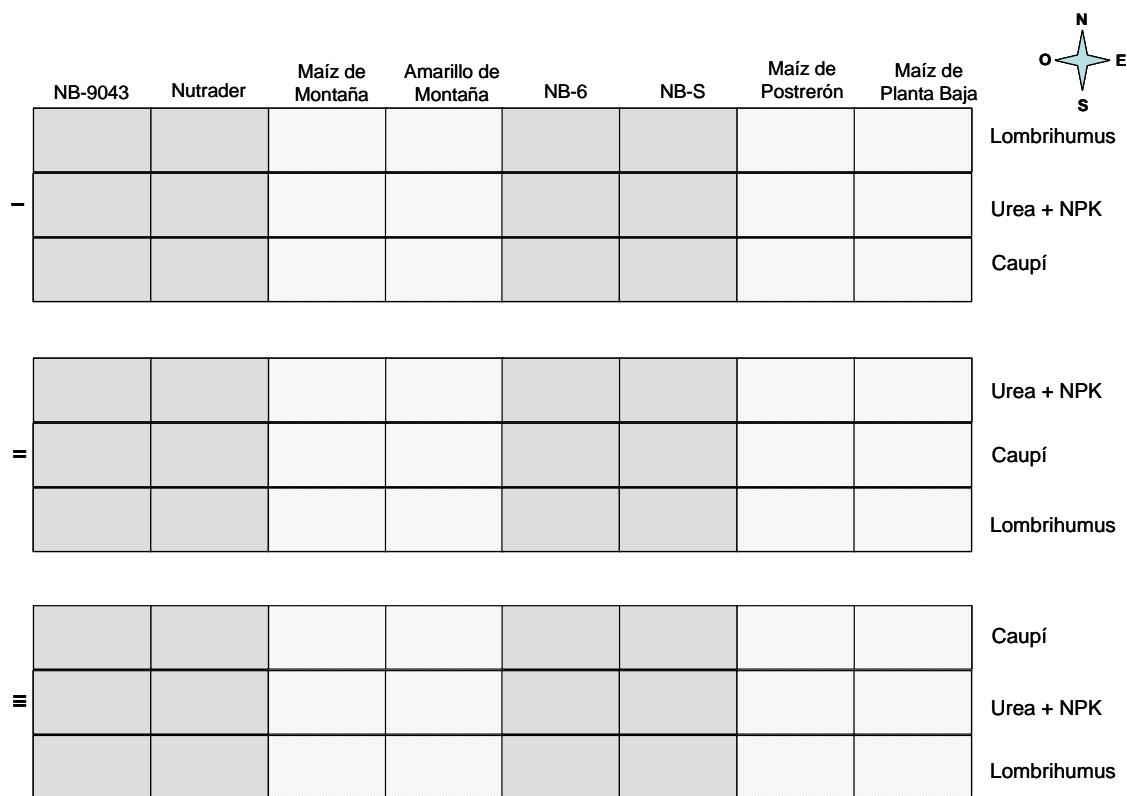 N
O E
S
NB-9043 Nutrader Maíz de Montaña Amarillo de Montaña NB-6 NB-S Maíz de Postrerón Maíz de Planta Baja
Lombrihumus
I Urea + NPK
Caupí
Urea + NPK
II Caupí
Lombrihumus
Caupí
III Urea + NPK
Lombrihumus